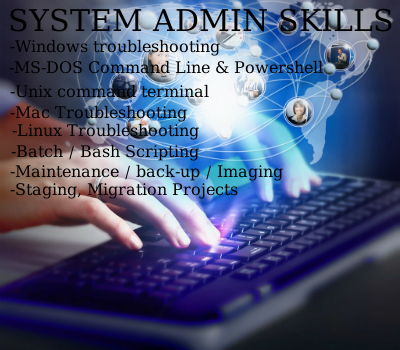 SYSTEM ADMIN SKILLS
-Windows troubleshooting
-MS-DOS Command Line & Powershell
-Unix command terminal
-Mac Troubleshooting
-Linux Troubleshooting
-Batch / Bash Scripting
-Maintenance / back-up / Imaging
-Staging, Migration Projects